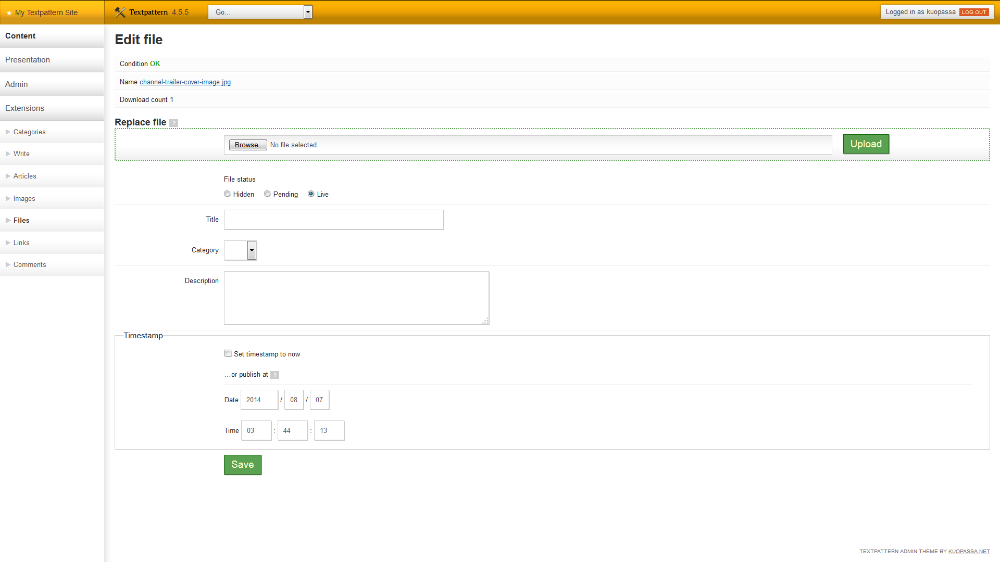 ★ My Textpattern Site
Textpattern 4.5.5
Go...
Logged in as kuopassa LOG OUT
Content
Presentation
Admin
Extensions
Categories
Write
Articles
Images
Files
Links
Comments
Edit file
Condition OK
Name channel-trailer-cover-image.jpg
Download count 1
Replace file ?
Browse... No file selected.
Upload
File status
Hidden Pending Live
Title
Category
Description
Timestamp
Set timestamp to now
...or publish at ?
Date 2014 / 08 / 07
Time 03 : 44 : 13
Save
TEXTPATTERN ADMIN THEME BY KUOPASSA.NET